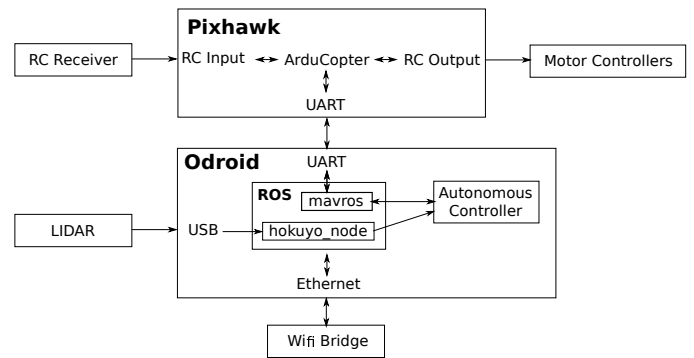 Pixhawk
RC Receiver
RC Input
ArduCopter
RC Output
Motor Controllers
UART
Odroid
UART
ROS
mavros
Autonomous
Controller
LIDAR
USB
hokuyo_node
Ethernet
Wifi Bridge